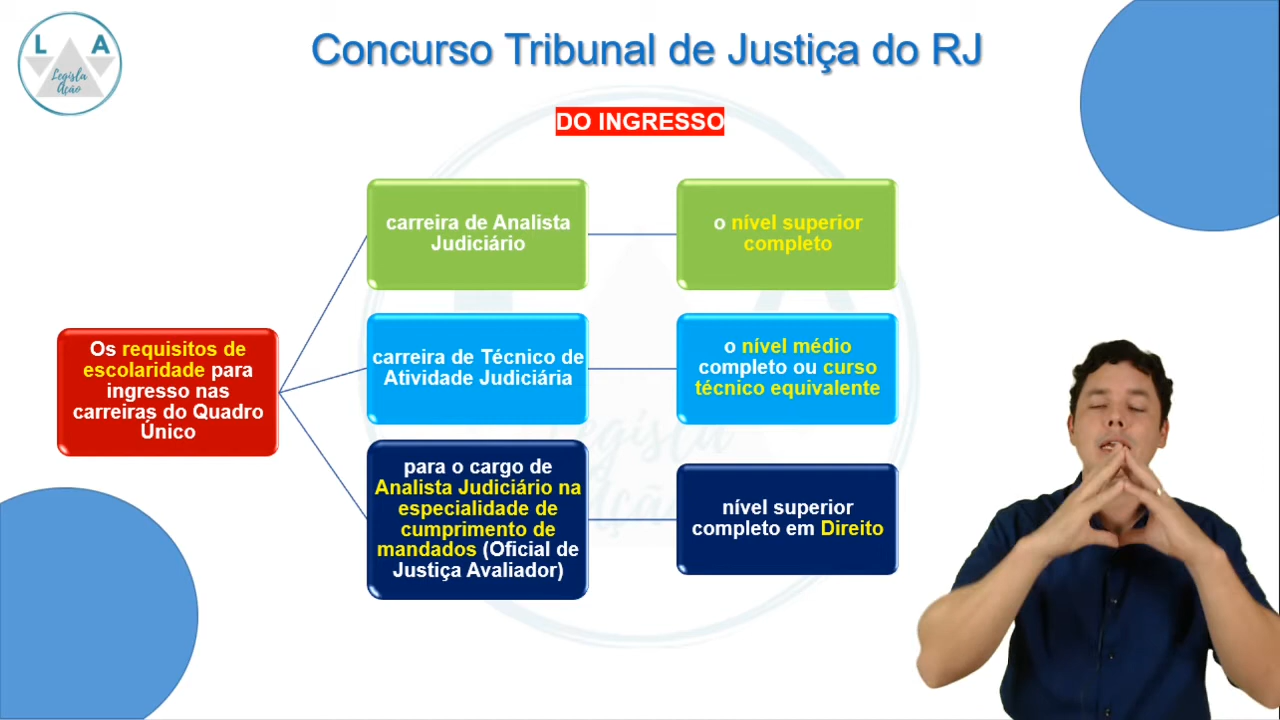 L A
Legisla
Ação
Concurso Tribunal de Justiça do RJ
DO INGRESSO
Os requisitos de
escolaridade para
ingresso nas
carreiras do Quadro
Único
carreira de Analista
Judiciário
o nível superior
completo
carreira de Técnico de
Atividade Judiciária
o nível médio
completo ou curso
técnico equivalente
para o cargo de
Analista Judiciário na
especialidade de
cumprimento de
mandados (Oficial de
Justiça Avaliador)
nível superior
completo em Direito